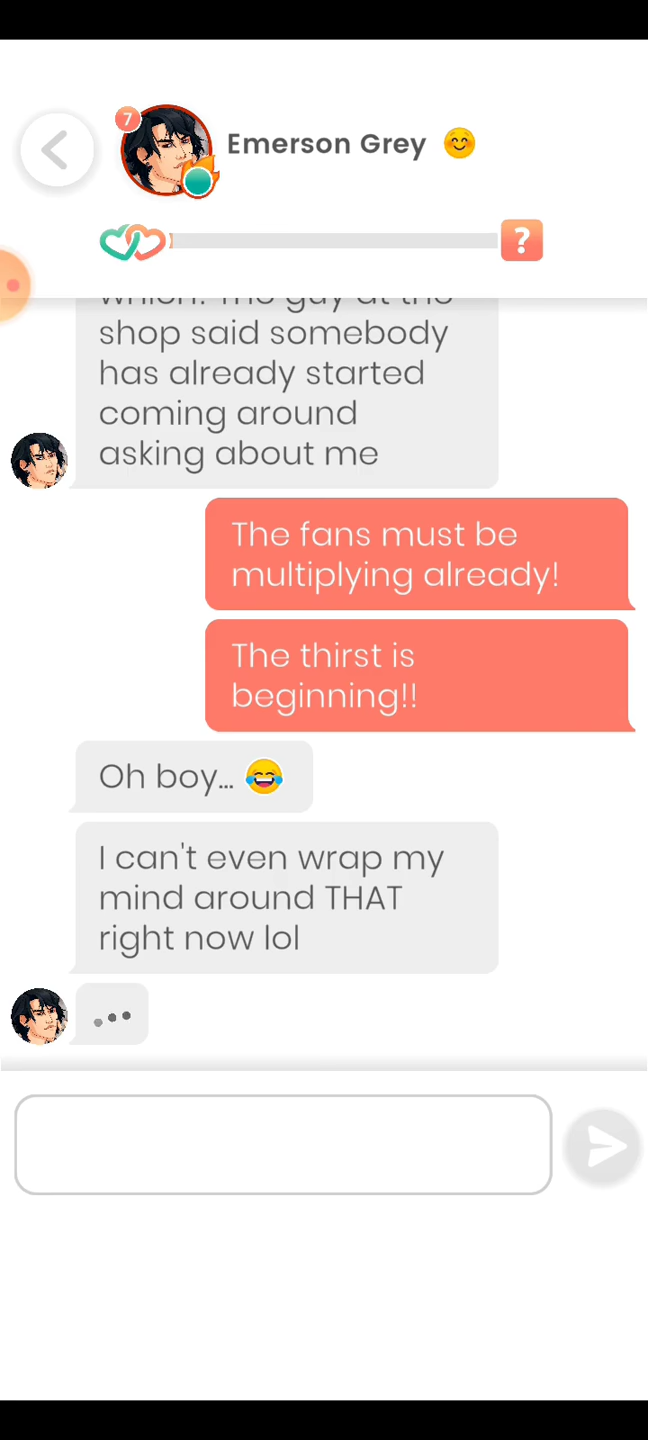 7
Emerson Grey 😊
?
shop said somebody
has already started
coming around
asking about me
The fans must be
multiplying already!
The thirst is
beginning!!
Oh boy... 😂
I can't even wrap my
mind around THAT
right now lol